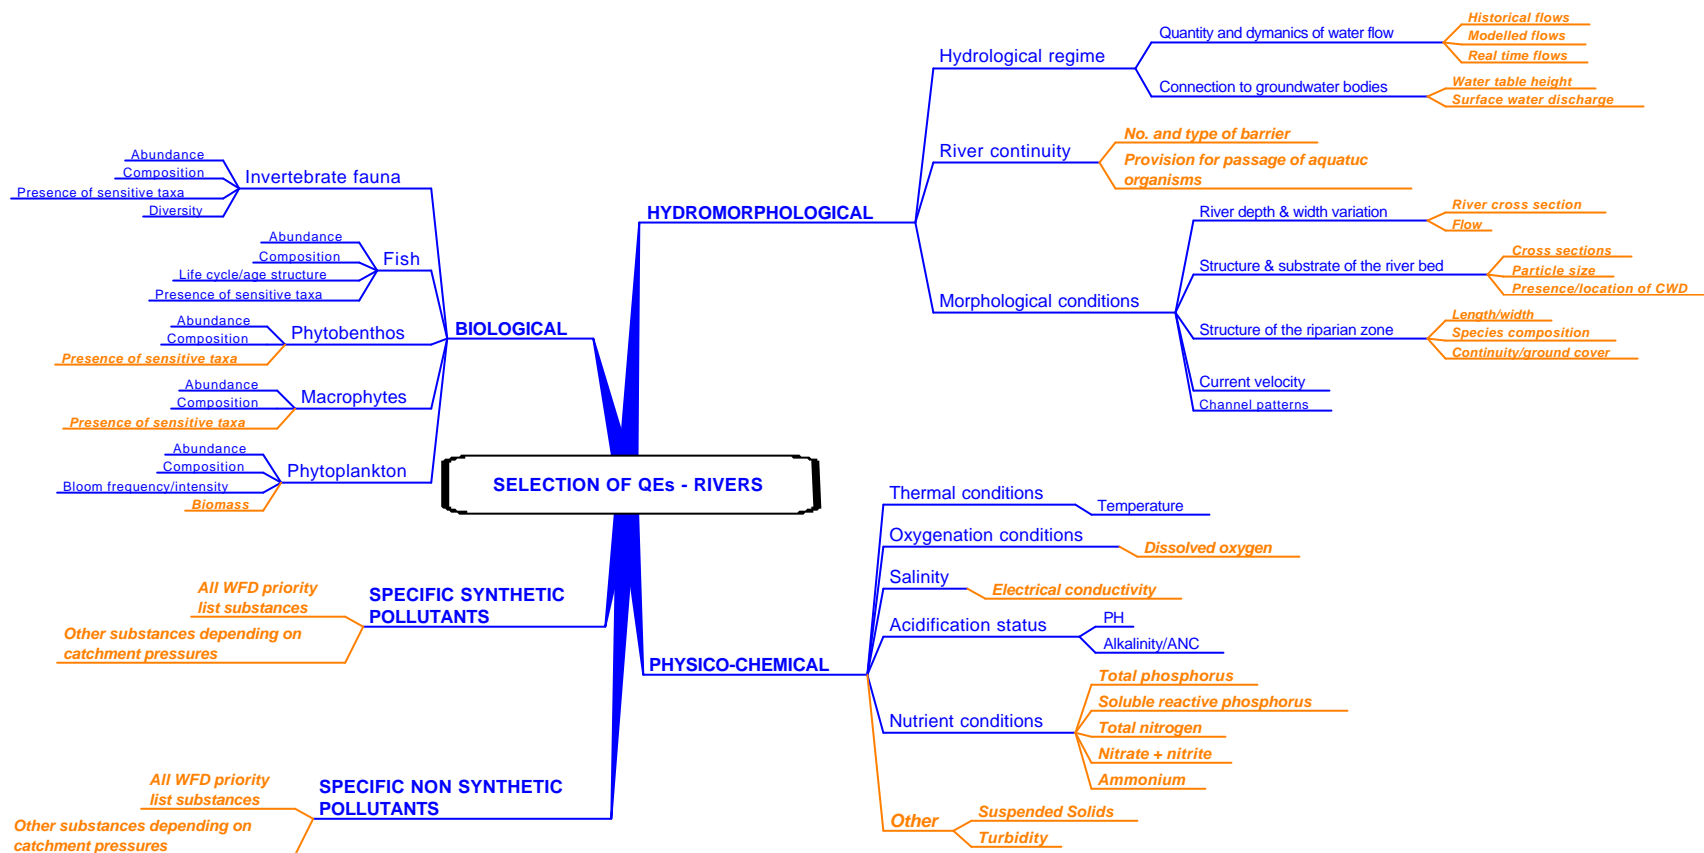 SELECTION OF QEs - RIVERS
BIOLOGICAL
Invertebrate fauna
Abundance
Composition
Presence of sensitive taxa
Diversity
Fish
Abundance
Composition
Life cycle/age structure
Presence of sensitive taxa
Phytobenthos
Abundance
Composition
Presence of sensitive taxa
Macrophytes
Abundance
Composition
Presence of sensitive taxa
Phytoplankton
Abundance
Composition
Bloom frequency/intensity
Biomass
SPECIFIC SYNTHETIC
POLLUTANTS
All WFD priority
list substances
Other substances depending on
catchment pressures
SPECIFIC NON SYNTHETIC
POLLUTANTS
All WFD priority
list substances
Other substances depending on
catchment pressures
HYDROMORPHOLOGICAL
Hydrological regime
Quantity and dymanics of water flow
Historical flows
Modelled flows
Real time flows
Connection to groundwater bodies
Water table height
Surface water discharge
River continuity
No. and type of barrier
Provision for passage of aquatuc
organisms
Morphological conditions
River depth & width variation
River cross section
Flow
Structure & substrate of the river bed
Cross sections
Particle size
Presence/location of CWD
Structure of the riparian zone
Length/width
Species composition
Continuity/ground cover
Current velocity
Channel patterns
PHYSICO-CHEMICAL
Thermal conditions
Temperature
Oxygenation conditions
Dissolved oxygen
Salinity
Electrical conductivity
Acidification status
PH
Alkalinity/ANC
Nutrient conditions
Total phosphorus
Soluble reactive phosphorus
Total nitrogen
Nitrate + nitrite
Ammonium
Other
Suspended Solids
Turbidity